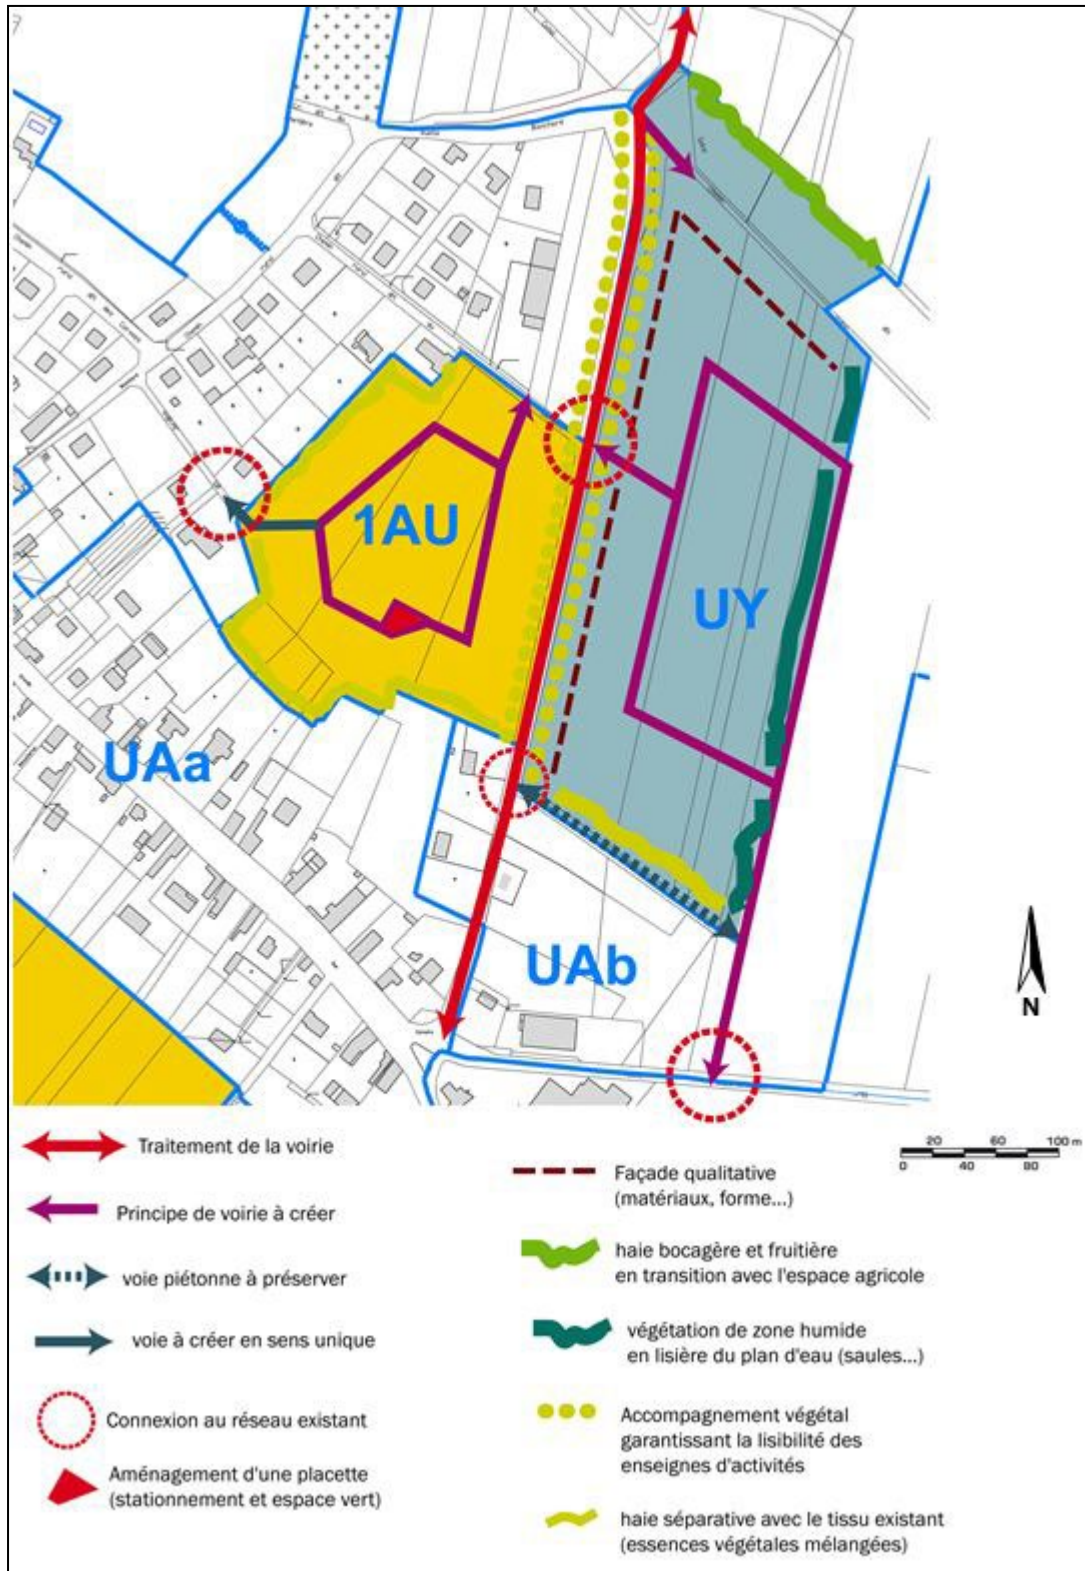 1AU
UY
UAa
UAb
N
Traitement de la voirie
Principe de voirie à créer
voie piétonne à préserver
voie à créer en sens unique
Connexion au réseau existant
Aménagement d'une placette
(stationnement et espace vert)
20 60 100 m
0 40 80
Façade qualitative
(matériaux, forme...)
haie bocagère et fruitière
en transition avec l'espace agricole
végétation de zone humide
en lisière du plan d'eau (saules...)
Accompagnement végétal
garantissant la lisibilité des
enseignes d'activités
haie séparative avec le tissu existant
(essences végétales mélangées)